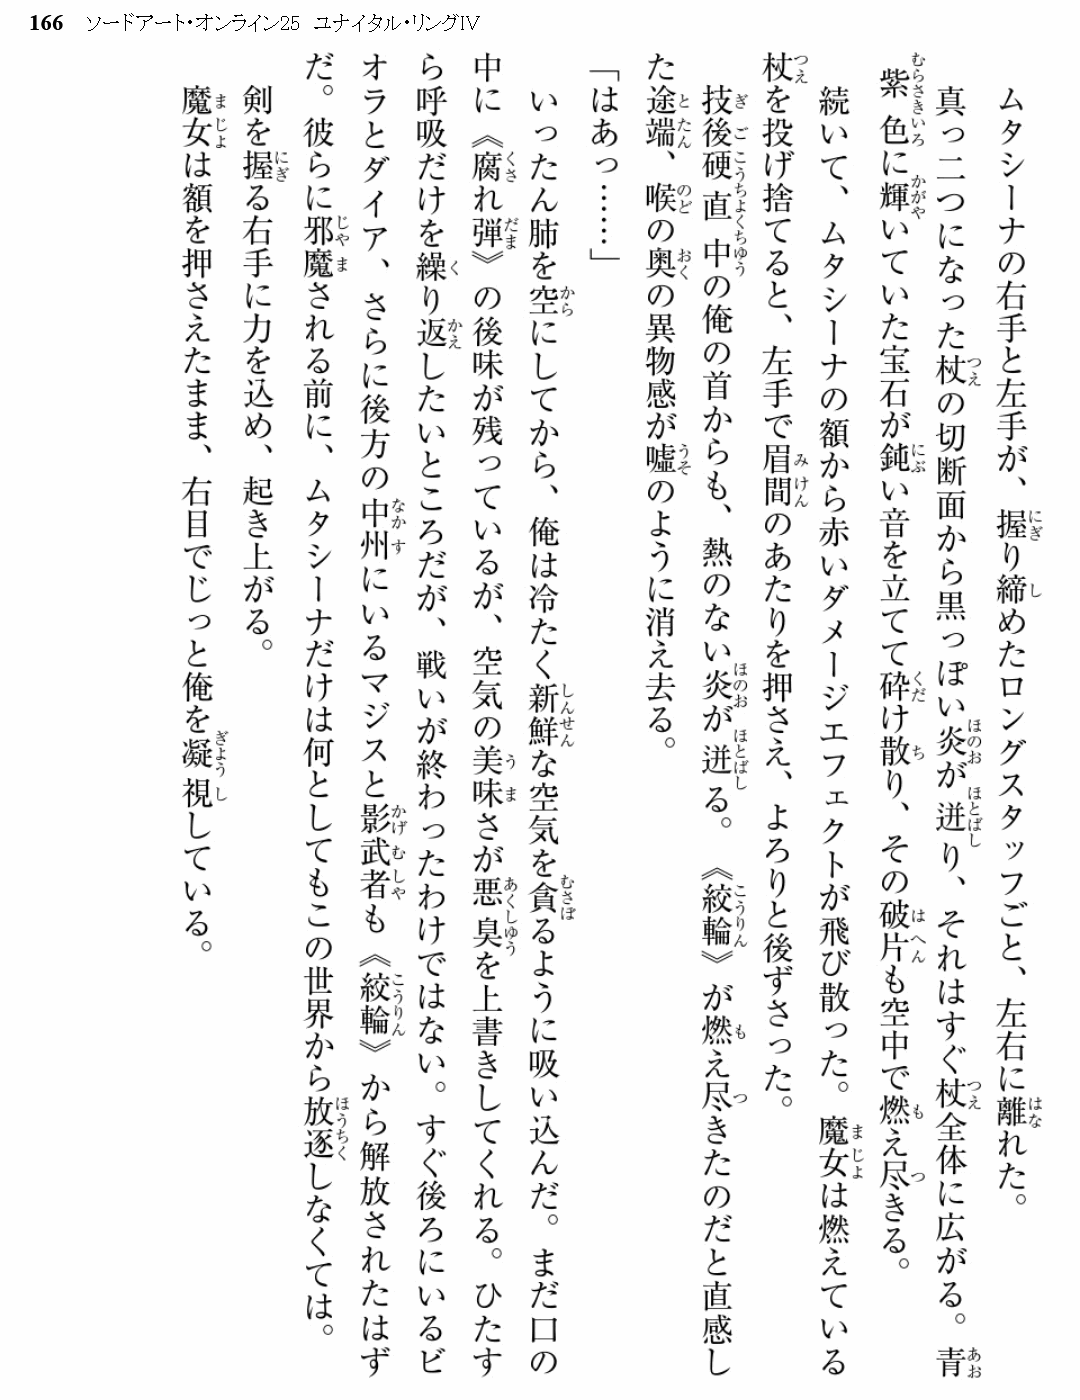 166 ソードアート・オンライン25 ユナイタル・リングⅣ
ムタシーナの右手と左手が、握り締めたロングスタッフごと、左右に離れた。
真っ二つになった杖の切断面から黒っぽい炎が迸り、それはすぐ杖全体に広がる。青
紫色に輝いていた宝石が鈍い音を立てて砕け散り、その破片も空中で燃え尽きる。
続いて、ムタシーナの額から赤いダメージエフェクトが飛び散った。魔女は燃えている
杖を投げ捨てると、左手で眉間のあたりを押さえ、よろりと後ずさった。
技後硬直中の俺の首からも、熱のない炎が迸る。《絞輪》が燃え尽きたのだと直感し
た途端、喉の奥の異物感が嘘のように消え去る。
「はあっ……」
いったん肺を空にしてから、俺は冷たく新鮮な空気を貪るように吸い込んだ。まだ口の
中に《腐れ弾》の後味が残っているが、空気の美味さが悪臭を上書きしてくれる。ひたす
ら呼吸だけを繰り返したいところだが、戦いが終わったわけではない。すぐ後ろにいるビ
オラとダイア、さらに後方の中州にいるマジスと影武者も《絞輪》から解放されたはず
だ。彼らに邪魔される前に、ムタシーナだけは何としてもこの世界から放逐しなくては。
剣を握る右手に力を込め、起き上がる。
魔女は額を押さえたまま、右目でじっと俺を凝視している。